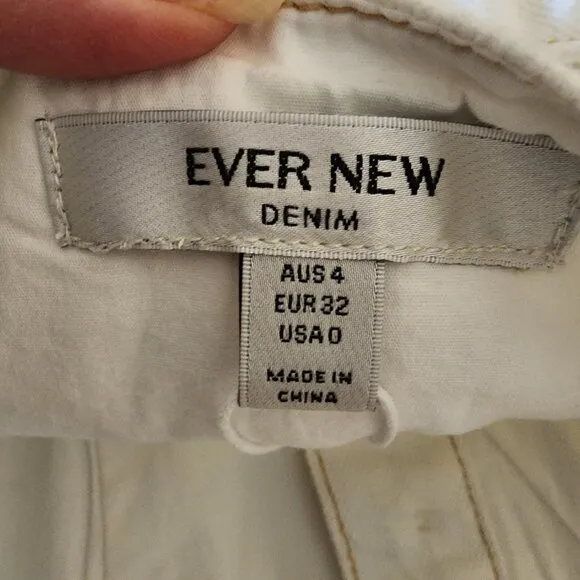 EVER NEW
DENIM
AUS 4
EUR 32
USA 0
MADE IN
CHINA